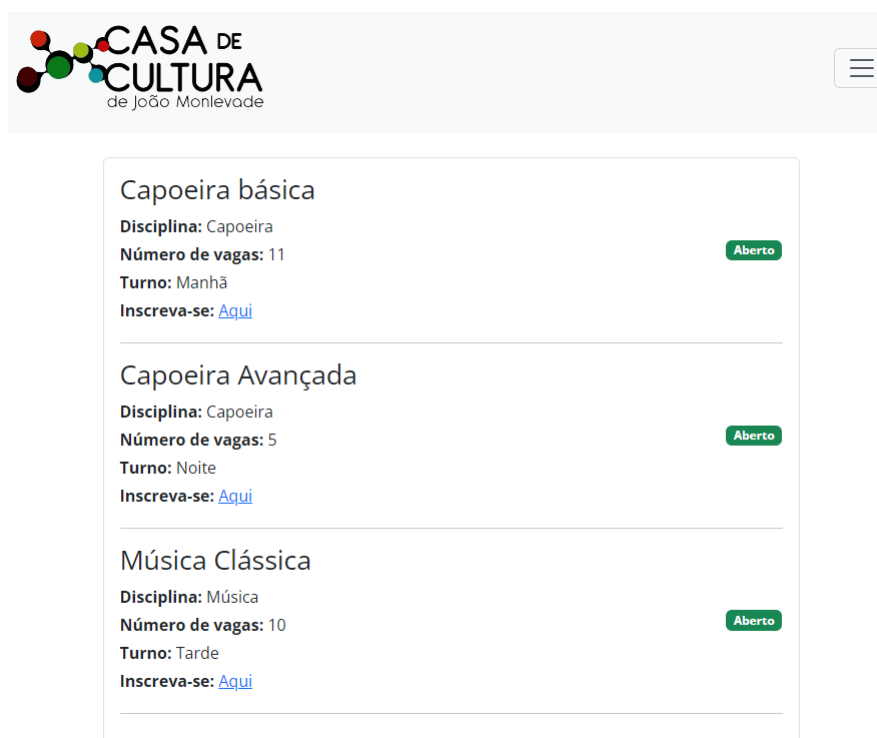 CASA DE
CULTURA
de João Monlevade
Capoeira básica
Disciplina: Capoeira
Número de vagas: 11
Aberto
Turno: Manhã
Inscreva-se: Aqui
Capoeira Avançada
Disciplina: Capoeira
Número de vagas: 5
Aberto
Turno: Noite
Inscreva-se: Aqui
Música Clássica
Disciplina: Música
Número de vagas: 10
Aberto
Turno: Tarde
Inscreva-se: Aqui